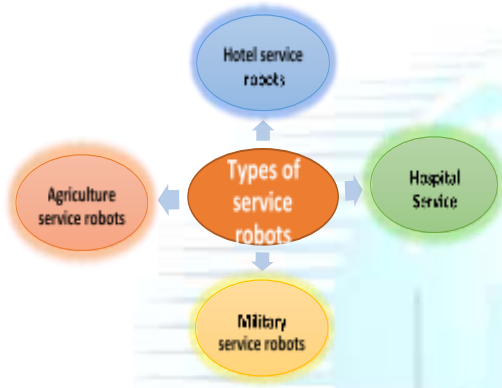 Hotel service
robots
Agriculture
service robots
Types of
service
robots
Hospital
Service
Military
service robots